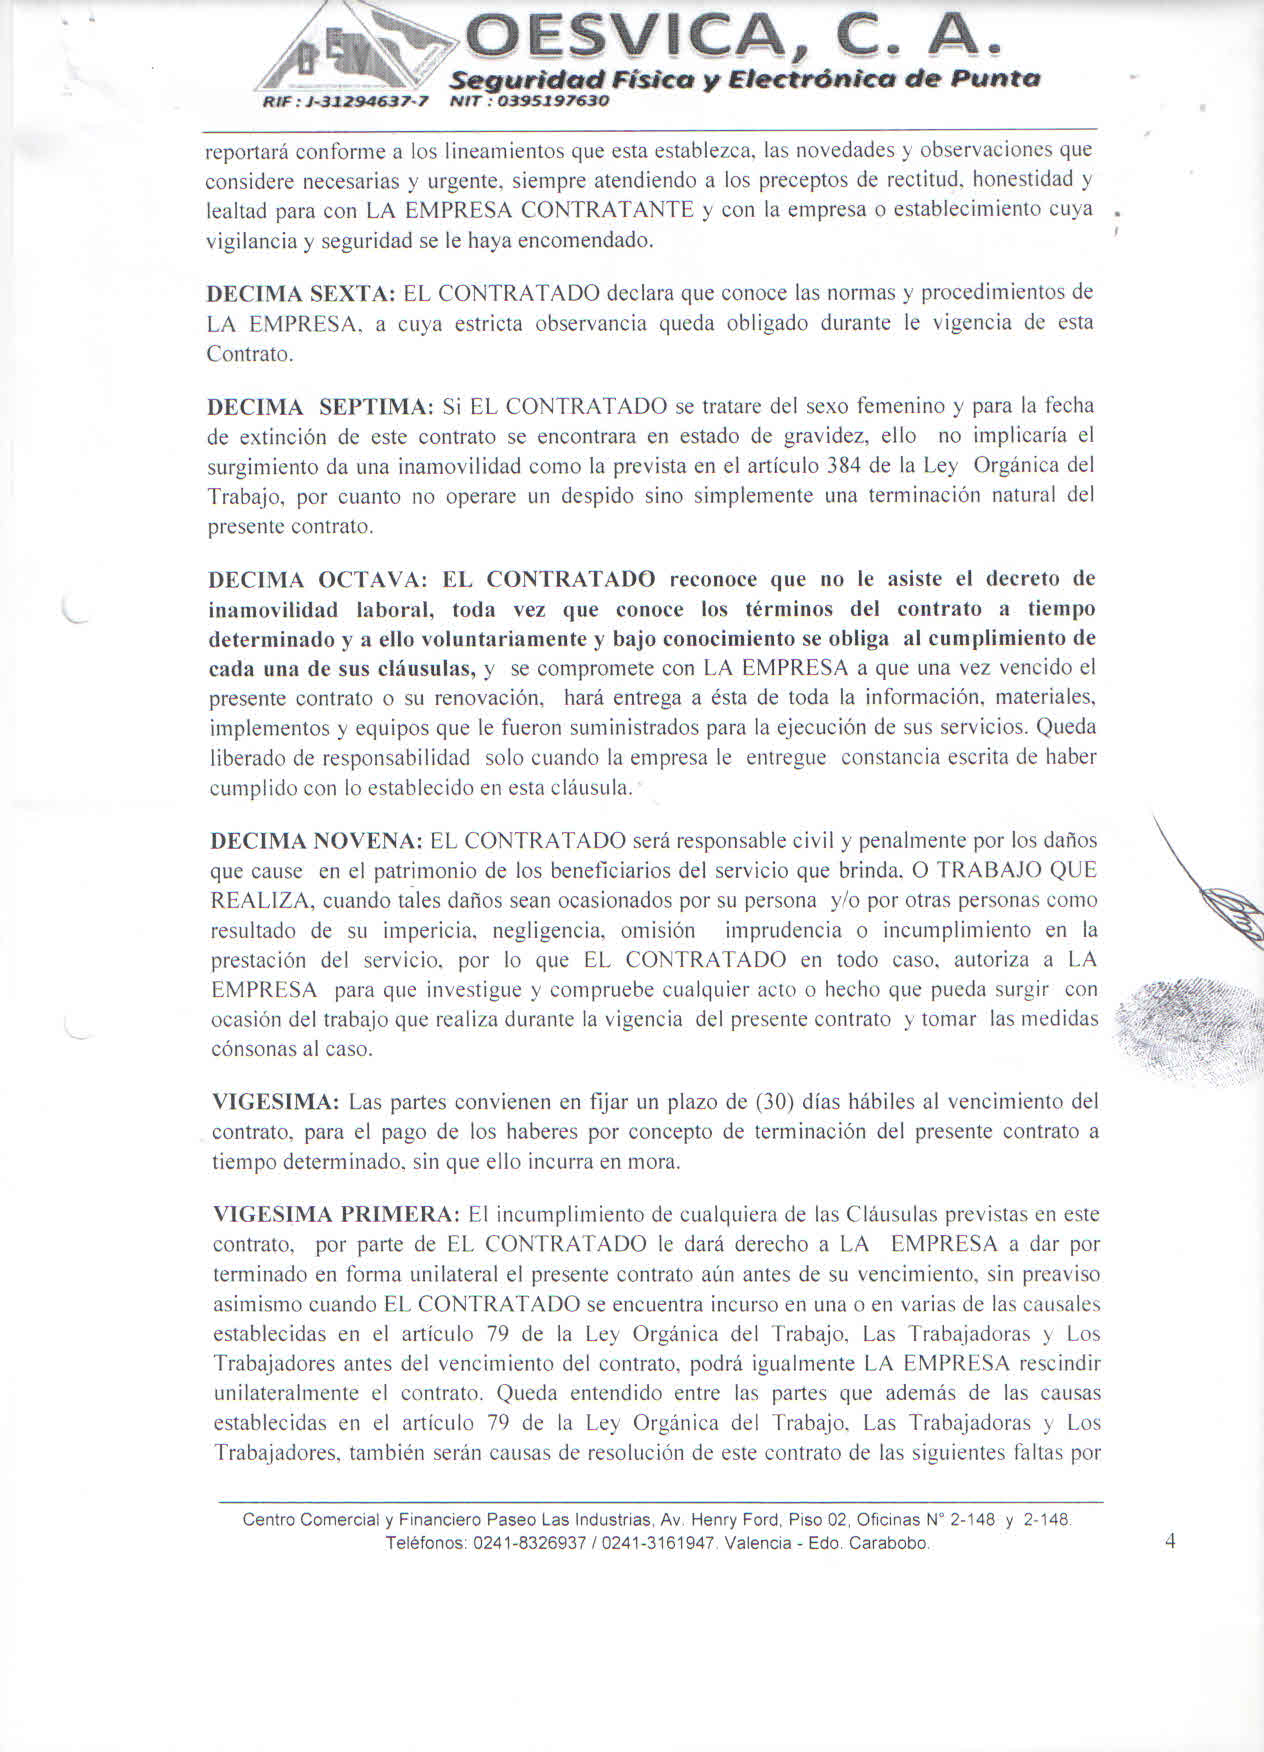 OESVICA, C. A.
Seguridad Física y Electrónica de Punta
RIF : J-31294637-7 NIT : 0395197630
reportará conforme a los lineamientos que esta establezca, las novedades y observaciones que
considere necesarias y urgente, siempre atendiendo a los preceptos de rectitud, honestidad y
lealtad para con LA EMPRESA CONTRATANTE y con la empresa o establecimiento cuya
vigilancia y seguridad se le haya encomendado.
DECIMA SEXTA: EL CONTRATADO declara que conoce las normas y procedimientos de
LA EMPRESA, a cuya estricta observancia queda obligado durante le vigencia de esta
Contrato.
DECIMA SEPTIMA: Si EL CONTRATADO se tratare del sexo femenino y para la fecha
de extinción de este contrato se encontrara en estado de gravidez, ello no implicaría el
surgimiento da una inamovilidad como la prevista en el artículo 384 de la Ley Orgánica del
Trabajo, por cuanto no operare un despido sino simplemente una terminación natural del
presente contrato.
DECIMA OCTAVA: EL CONTRATADO reconoce que no le asiste el decreto de
inamovilidad laboral, toda vez que conoce los términos del contrato a tiempo
determinado y a ello voluntariamente y bajo conocimiento se obliga al cumplimiento de
cada una de sus cláusulas, y se compromete con LA EMPRESA a que una vez vencido el
presente contrato o su renovación, hará entrega a ésta de toda la información, materiales,
implementos y equipos que le fueron suministrados para la ejecución de sus servicios. Queda
liberado de responsabilidad solo cuando la empresa le entregue constancia escrita de haber
cumplido con lo establecido en esta cláusula.
DECIMA NOVENA: EL CONTRATADO será responsable civil y penalmente por los daños
que cause en el patrimonio de los beneficiarios del servicio que brinda, O TRABAJO QUE
REALIZA, cuando tales daños sean ocasionados por su persona y/o por otras personas como
resultado de su impericia, negligencia, omisión imprudencia o incumplimiento en la
prestación del servicio, por lo que EL CONTRATADO en todo caso, autoriza a LA
EMPRESA para que investigue y compruebe cualquier acto o hecho que pueda surgir con
ocasión del trabajo que realiza durante la vigencia del presente contrato y tomar las medidas
cónsonas al caso.
VIGESIMA: Las partes convienen en fijar un plazo de (30) días hábiles al vencimiento del
contrato, para el pago de los haberes por concepto de terminación del presente contrato a
tiempo determinado, sin que ello incurra en mora.
VIGESIMA PRIMERA: El incumplimiento de cualquiera de las Cláusulas previstas en este
contrato, por parte de EL CONTRATADO le dará derecho a LA EMPRESA a dar por
terminado en forma unilateral el presente contrato aún antes de su vencimiento, sin preaviso
asimismo cuando EL CONTRATADO se encuentra incurso en una o en varias de las causales
establecidas en el artículo 79 de la Ley Orgánica del Trabajo, Las Trabajadoras y Los
Trabajadores antes del vencimiento del contrato, podrá igualmente LA EMPRESA rescindir
unilateralmente el contrato. Queda entendido entre las partes que además de las causas
establecidas en el artículo 79 de la Ley Orgánica del Trabajo, Las Trabajadoras y Los
Trabajadores, también serán causas de resolución de este contrato de las siguientes faltas por
Centro Comercial y Financiero Paseo Las Industrias, Av. Henry Ford, Piso 02, Oficinas N° 2-148 y 2-148.
Teléfonos: 0241-8326937 / 0241-3161947. Valencia - Edo. Carabobo.
4